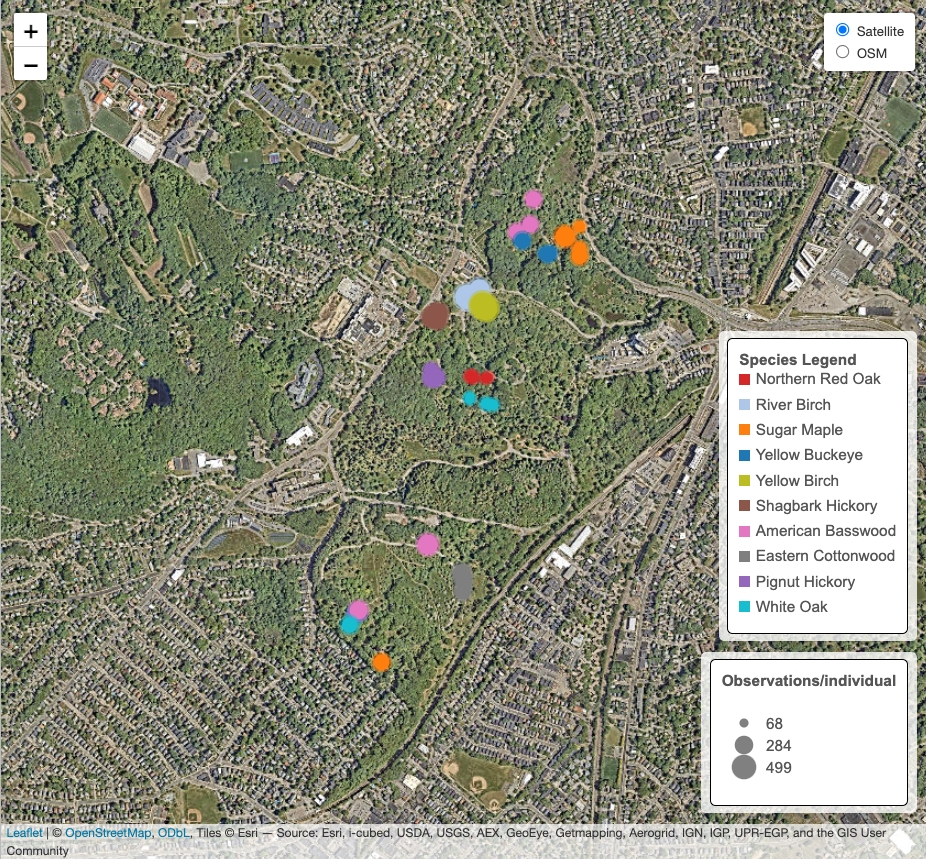 +
−
Satellite
OSM
Species Legend
Northern Red Oak
River Birch
Sugar Maple
Yellow Buckeye
Yellow Birch
Shagbark Hickory
American Basswood
Eastern Cottonwood
Pignut Hickory
White Oak
Observations/individual
68
284
499
Leaflet | © OpenStreetMap, ODbL, Tiles © Esri — Source: Esri, i-cubed, USDA, USGS, AEX, GeoEye, Getmapping, Aerogrid, IGN, IGP, UPR-EGP, and the GIS User
Community